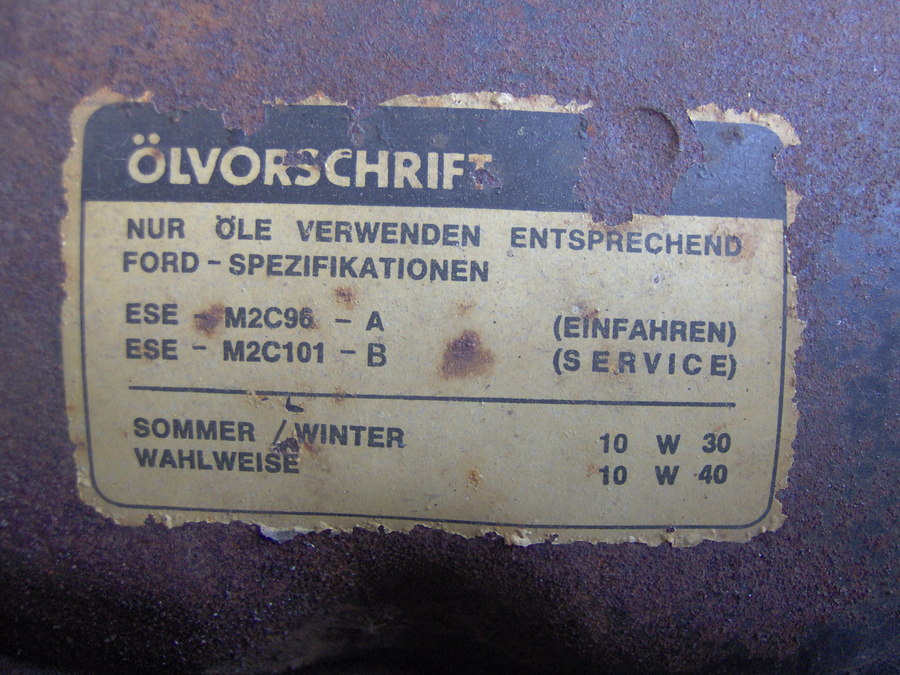 ÖLVORSCHRIFT
NUR ÖLE VERWENDEN ENTSPRECHEND
FORD - SPEZIFIKATIONEN
ESE - M2C96 - A (EINFAHREN)
ESE - M2C101 - B (SERVICE)
SOMMER / WINTER 10 W 30
WAHLWEISE 10 W 40